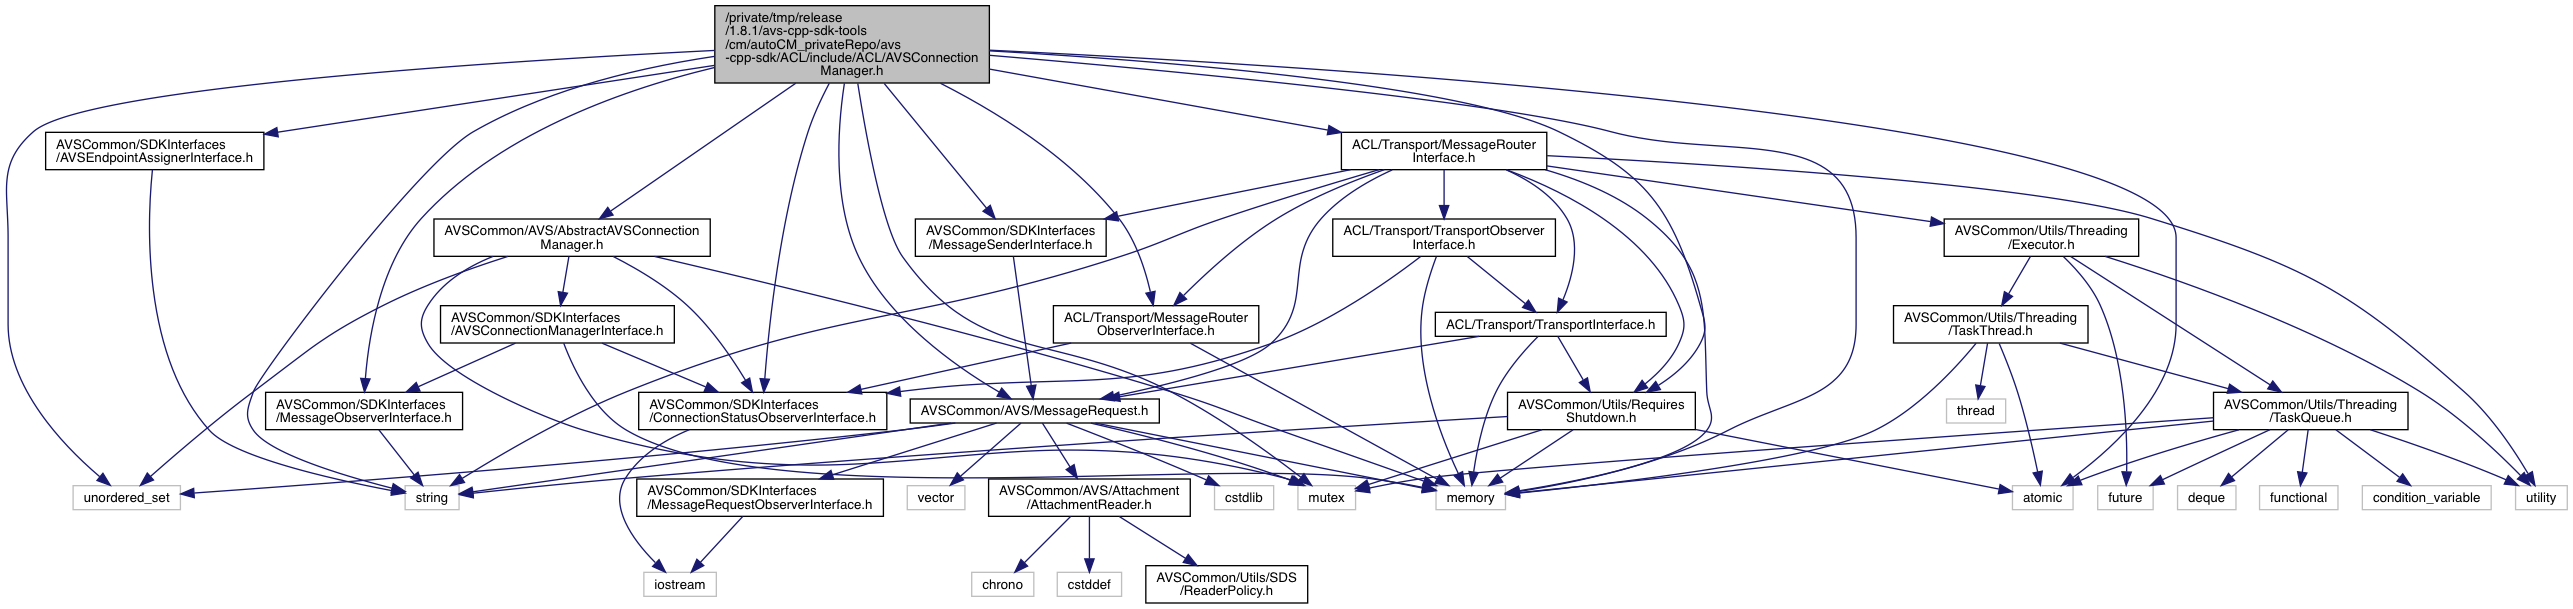 /private/tmp/release
/1.8.1/avs-cpp-sdk-tools
/cm/autoCM_privateRepo/avs
-cpp-sdk/ACL/include/ACL/AVSConnection
Manager.h
AVSCommon/SDKInterfaces
/AVSEndpointAssignerInterface.h
ACL/Transport/MessageRouter
Interface.h
AVSCommon/AVS/AbstractAVSConnection
Manager.h
AVSCommon/SDKInterfaces
/MessageSenderInterface.h
ACL/Transport/TransportObserver
Interface.h
AVSCommon/Utils/Threading
/Executor.h
AVSCommon/SDKInterfaces
/AVSConnectionManagerInterface.h
ACL/Transport/MessageRouter
ObserverInterface.h
ACL/Transport/TransportInterface.h
AVSCommon/Utils/Threading
/TaskThread.h
AVSCommon/SDKInterfaces
/MessageObserverInterface.h
AVSCommon/SDKInterfaces
/ConnectionStatusObserverInterface.h
AVSCommon/AVS/MessageRequest.h
AVSCommon/Utils/Requires
Shutdown.h
thread
AVSCommon/Utils/Threading
/TaskQueue.h
unordered_set
string
AVSCommon/SDKInterfaces
/MessageRequestObserverInterface.h
vector
AVSCommon/AVS/Attachment
/AttachmentReader.h
cstdlib
mutex
memory
atomic
future
deque
functional
condition_variable
utility
iostream
chrono
cstddef
AVSCommon/Utils/SDS
/ReaderPolicy.h